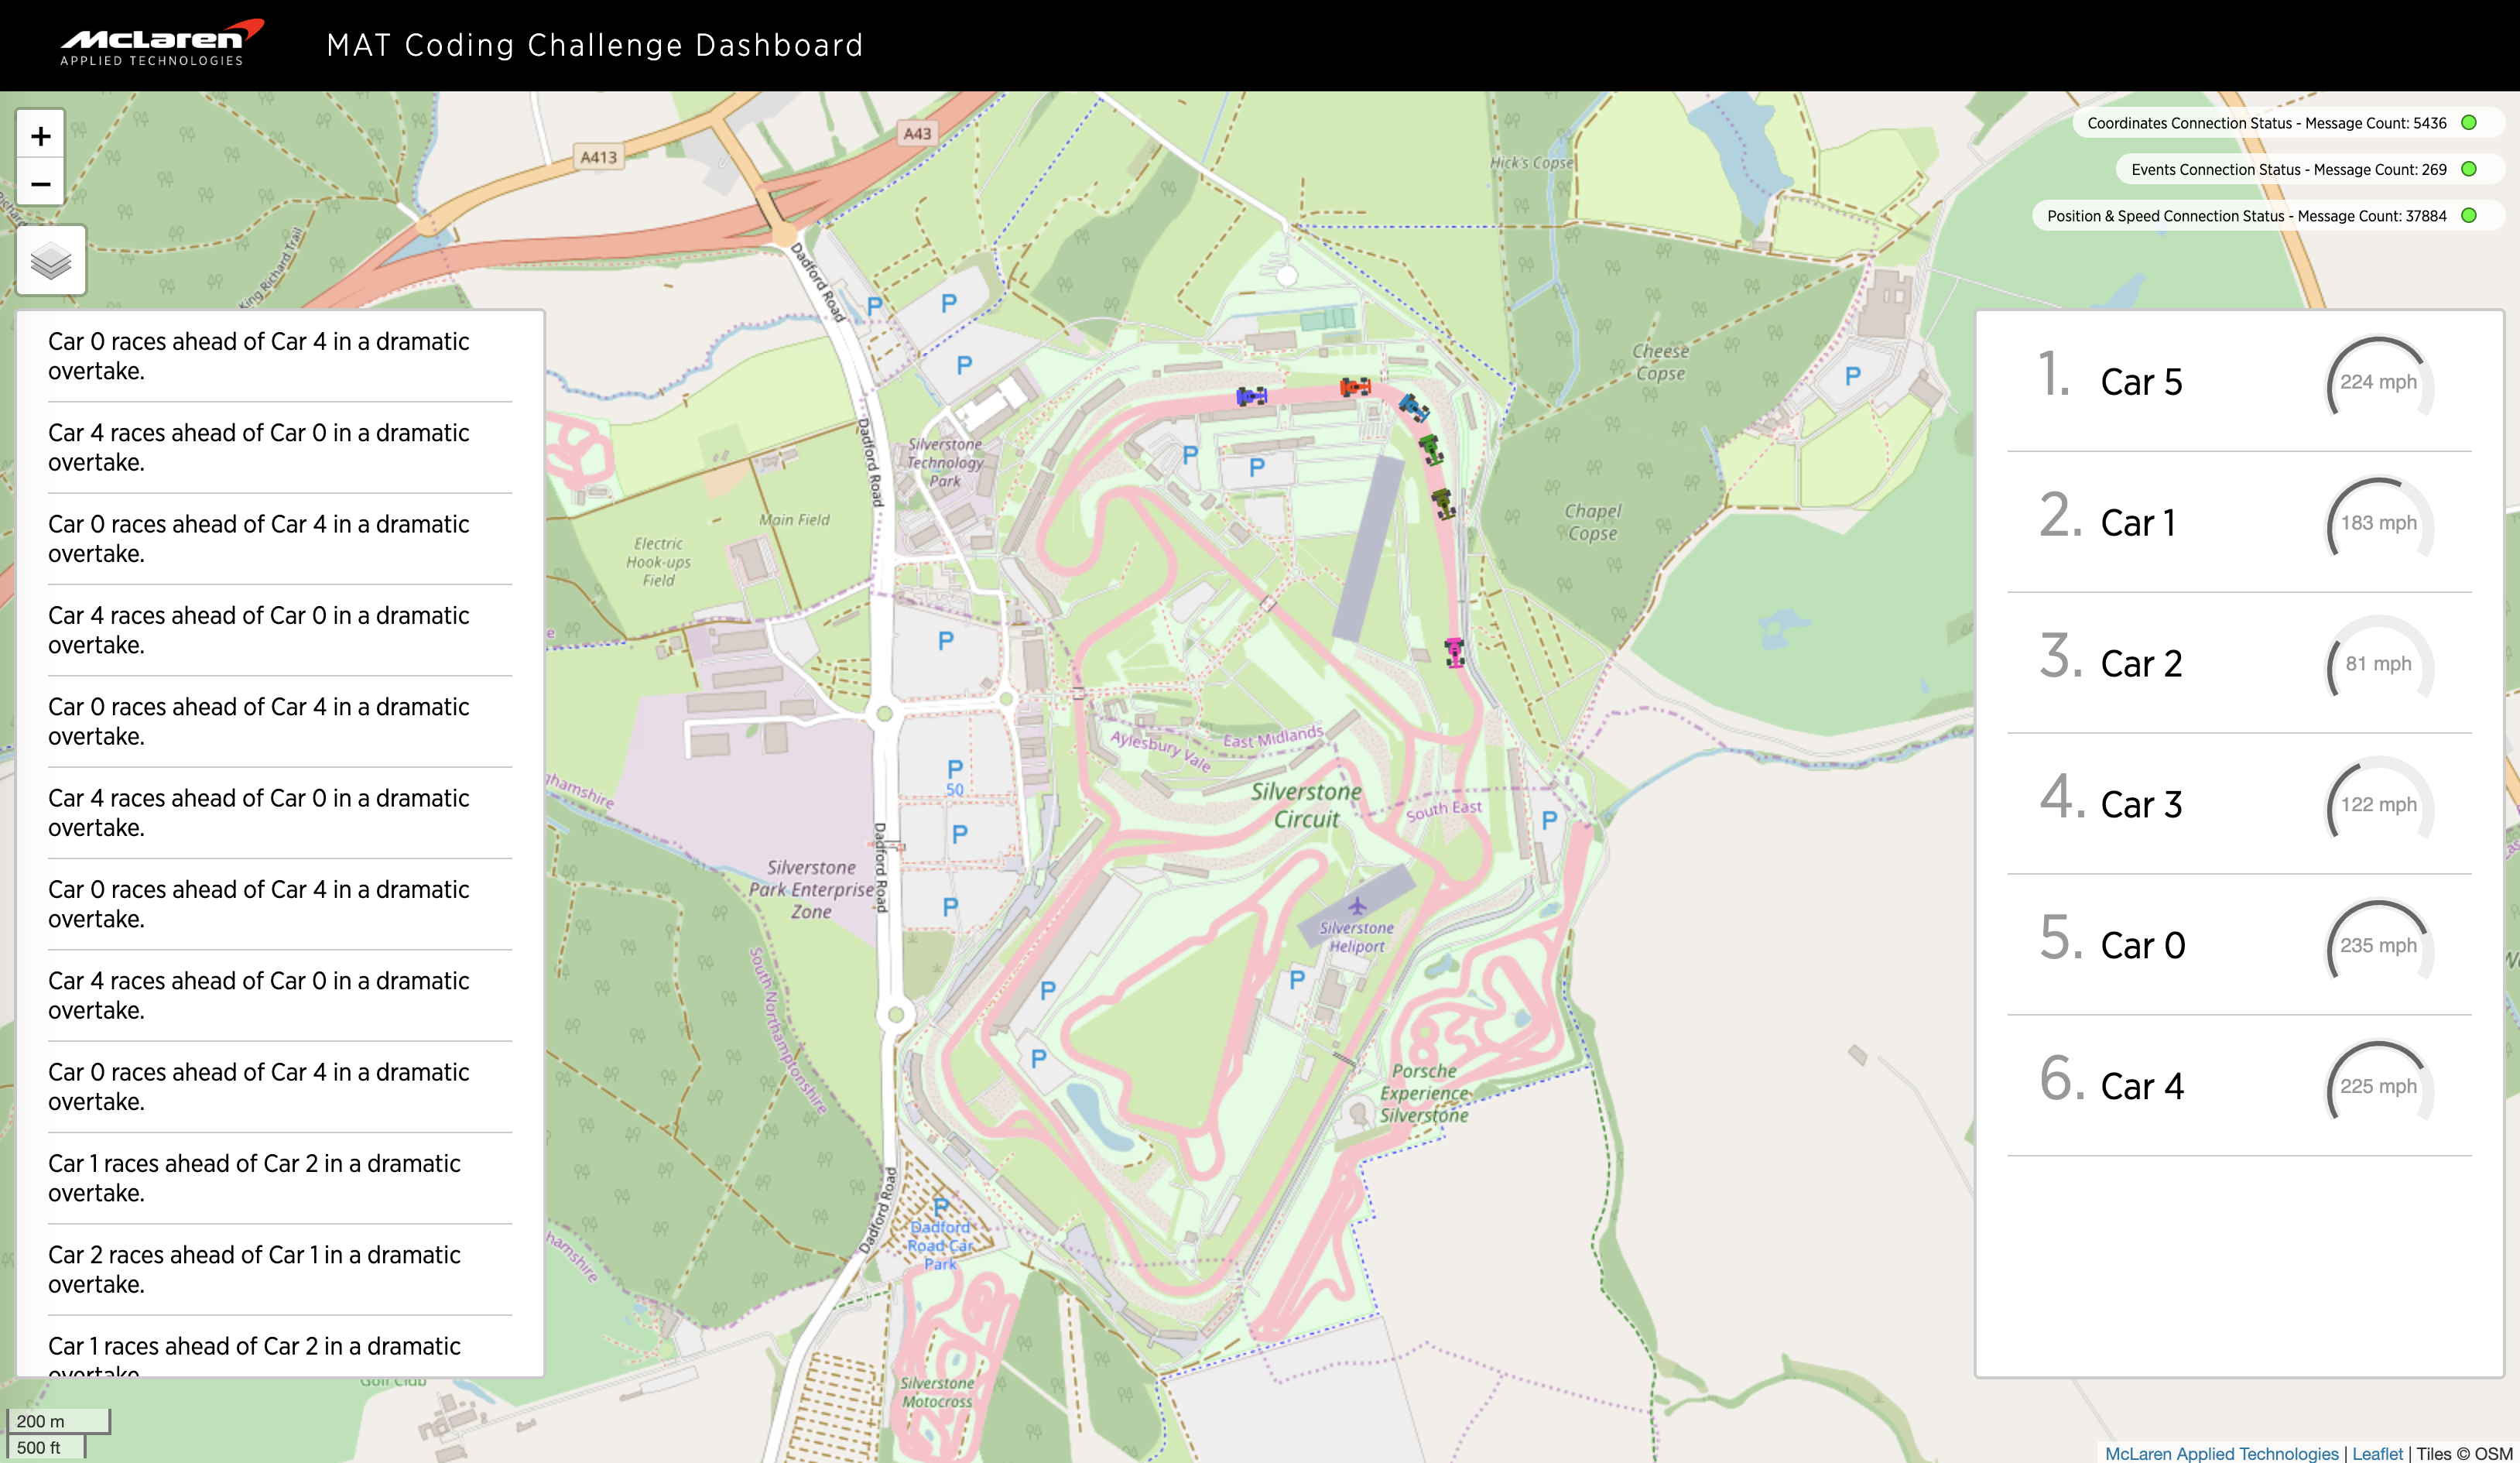 McLaren
APPLIED TECHNOLOGIES
MAT Coding Challenge Dashboard
+
−
Coordinates Connection Status - Message Count: 5436
Events Connection Status - Message Count: 269
Position & Speed Connection Status - Message Count: 37884
Car 0 races ahead of Car 4 in a dramatic
overtake.
Car 4 races ahead of Car 0 in a dramatic
overtake.
Car 0 races ahead of Car 4 in a dramatic
overtake.
Car 4 races ahead of Car 0 in a dramatic
overtake.
Car 0 races ahead of Car 4 in a dramatic
overtake.
Car 4 races ahead of Car 0 in a dramatic
overtake.
Car 0 races ahead of Car 4 in a dramatic
overtake.
Car 4 races ahead of Car 0 in a dramatic
overtake.
Car 0 races ahead of Car 4 in a dramatic
overtake.
Car 1 races ahead of Car 2 in a dramatic
overtake.
Car 2 races ahead of Car 1 in a dramatic
overtake.
Car 1 races ahead of Car 2 in a dramatic
overtake.
A413
A43
King Richard Trail
Dadford Road
Hick's Copse
Cheese
Copse
Chapel
Copse
P
P
P
P
P
P
Silverstone
Technology
Park
Dadford Road
Main Field
Electric
Hook-ups
Field
P
Aylesbury Vale
East Midlands
South East
P
50
P
P
P
Silverstone
Circuit
Dadford Road
Silverstone
Park Enterprise
Zone
Silverstone
Heliport
P
P
P
South Northamptonshire
Porsche
Experience
Silverstone
Dadford Road
P
Dadford
Road Car
Park
Silverstone
Motocross
Golf Club
1. Car 5 224 mph
2. Car 1 183 mph
3. Car 2 81 mph
4. Car 3 122 mph
5. Car 0 235 mph
6. Car 4 225 mph
200 m
500 ft
McLaren Applied Technologies | Leaflet | Tiles © OSM